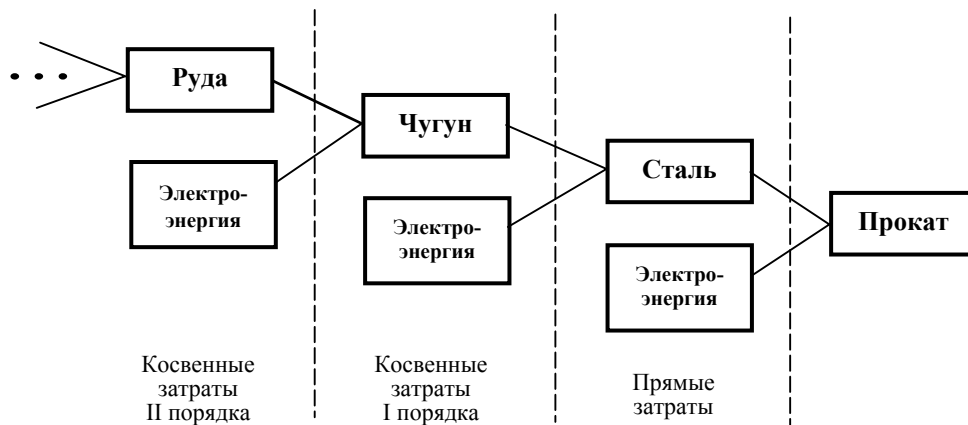 Руда
Чугун
Сталь
Прокат
Электро-
энергия
Электро-
энергия
Электро-
энергия
Косвенные
затраты
II порядка
Косвенные
затраты
I порядка
Прямые
затраты